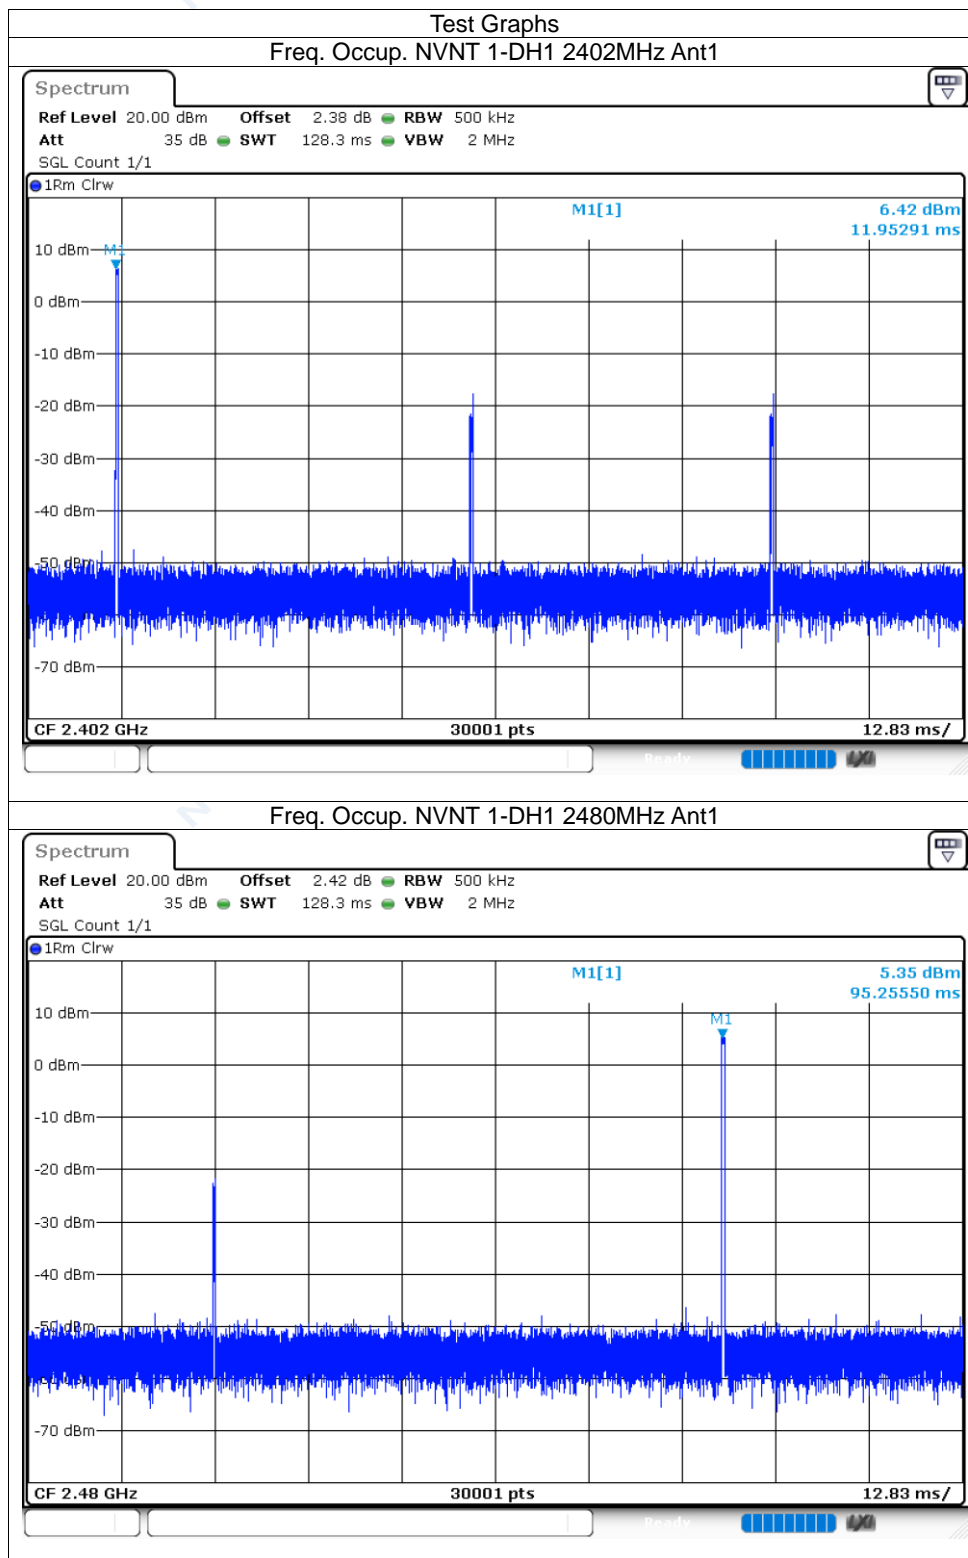 Test Graphs
Freq. Occup. NVNT 1-DH1 2402MHz Ant1
Spectrum
Ref Level 20.00 dBm Offset 2.38 dB RBW 500 kHz
Att 35 dB SWT 128.3 ms VBW 2 MHz
SGL Count 1/1
1Rm Clrw
M1[1] 6.42 dBm
11.95291 ms
10 dBm
M1
0 dBm
-10 dBm
-20 dBm
-30 dBm
-40 dBm
-50 dBm
-70 dBm
CF 2.402 GHz 30001 pts 12.83 ms/
Ready
Freq. Occup. NVNT 1-DH1 2480MHz Ant1
Spectrum
Ref Level 20.00 dBm Offset 2.42 dB RBW 500 kHz
Att 35 dB SWT 128.3 ms VBW 2 MHz
SGL Count 1/1
1Rm Clrw
M1[1] 5.35 dBm
95.25550 ms
10 dBm
M1
0 dBm
-10 dBm
-20 dBm
-30 dBm
-40 dBm
-50 dBm
-70 dBm
CF 2.48 GHz 30001 pts 12.83 ms/
Ready